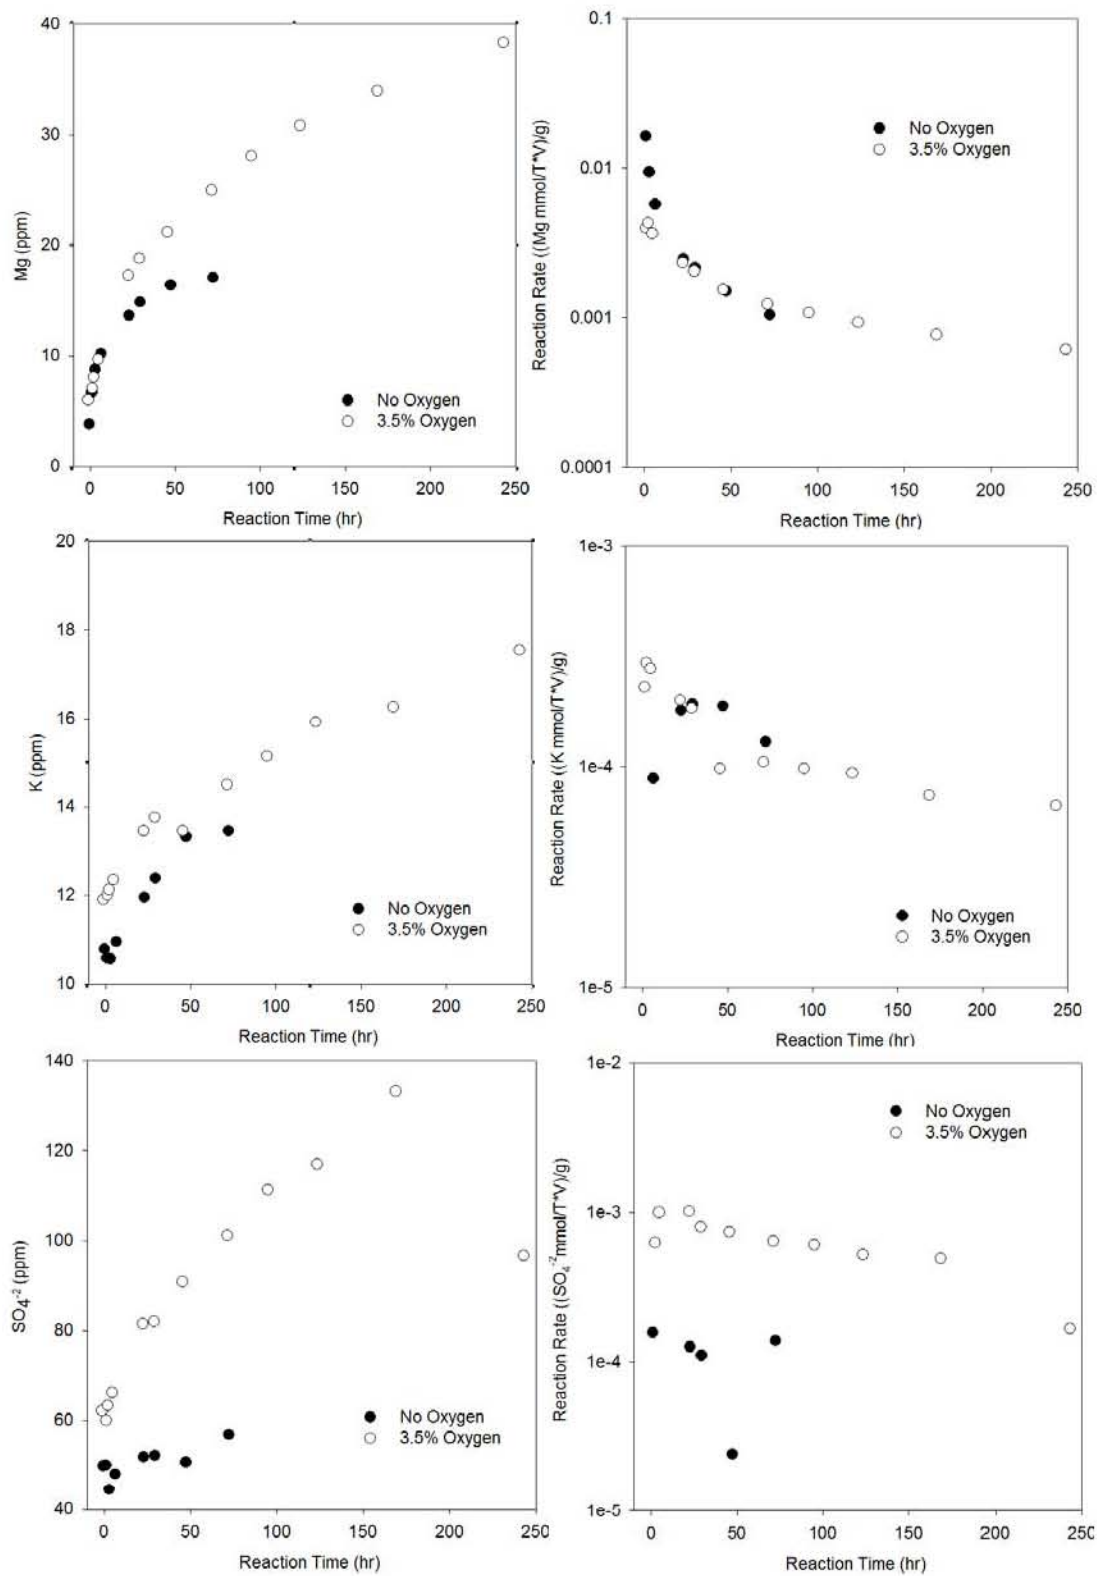 40
30
20
10
0
Mg (ppm)
0 50 100 150 200 250
Reaction Time (hr)
No Oxygen
3.5% Oxygen
0.1
0.01
0.001
0.0001
Reaction Rate ((Mg mmol/T*V)/g)
0 50 100 150 200 250
Reaction Time (hr)
No Oxygen
3.5% Oxygen
20
18
16
14
12
10
K (ppm)
0 50 100 150 200 250
Reaction Time (hr)
No Oxygen
3.5% Oxygen
1e-3
1e-4
1e-5
Reaction Rate ((K mmol/T*V)/g)
0 50 100 150 200 250
Reaction Time (hr)
No Oxygen
3.5% Oxygen
140
120
100
80
60
40
SO₄⁻² (ppm)
0 50 100 150 200 250
Reaction Time (hr)
No Oxygen
3.5% Oxygen
1e-2
1e-3
1e-4
1e-5
Reaction Rate ((SO₄⁻²mmol/T*V)/g)
0 50 100 150 200 250
Reaction Time (hr)
No Oxygen
3.5% Oxygen